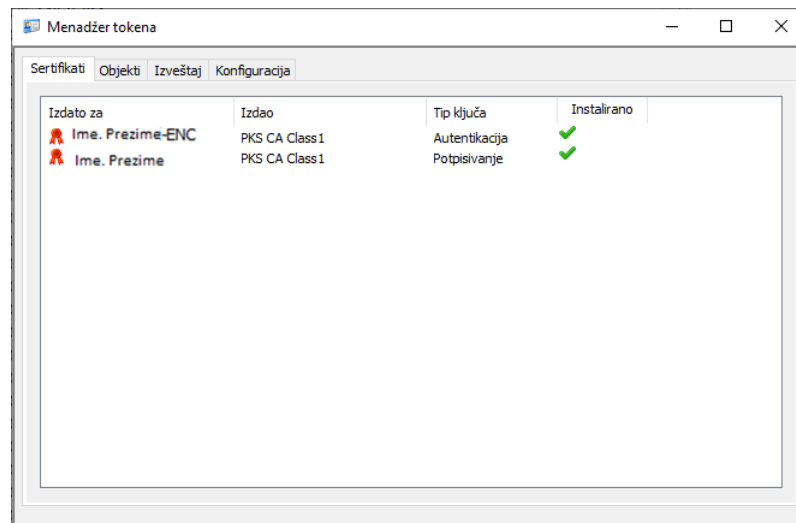 Menadžer tokena
Sertifikati Objekti Izveštaj Konfiguracija
Izdato za Izdao Tip ključa Instalirano
Ime. Prezime-ENC PKS CA Class1 Autentikacija
Ime. Prezime PKS CA Class1 Potpisivanje